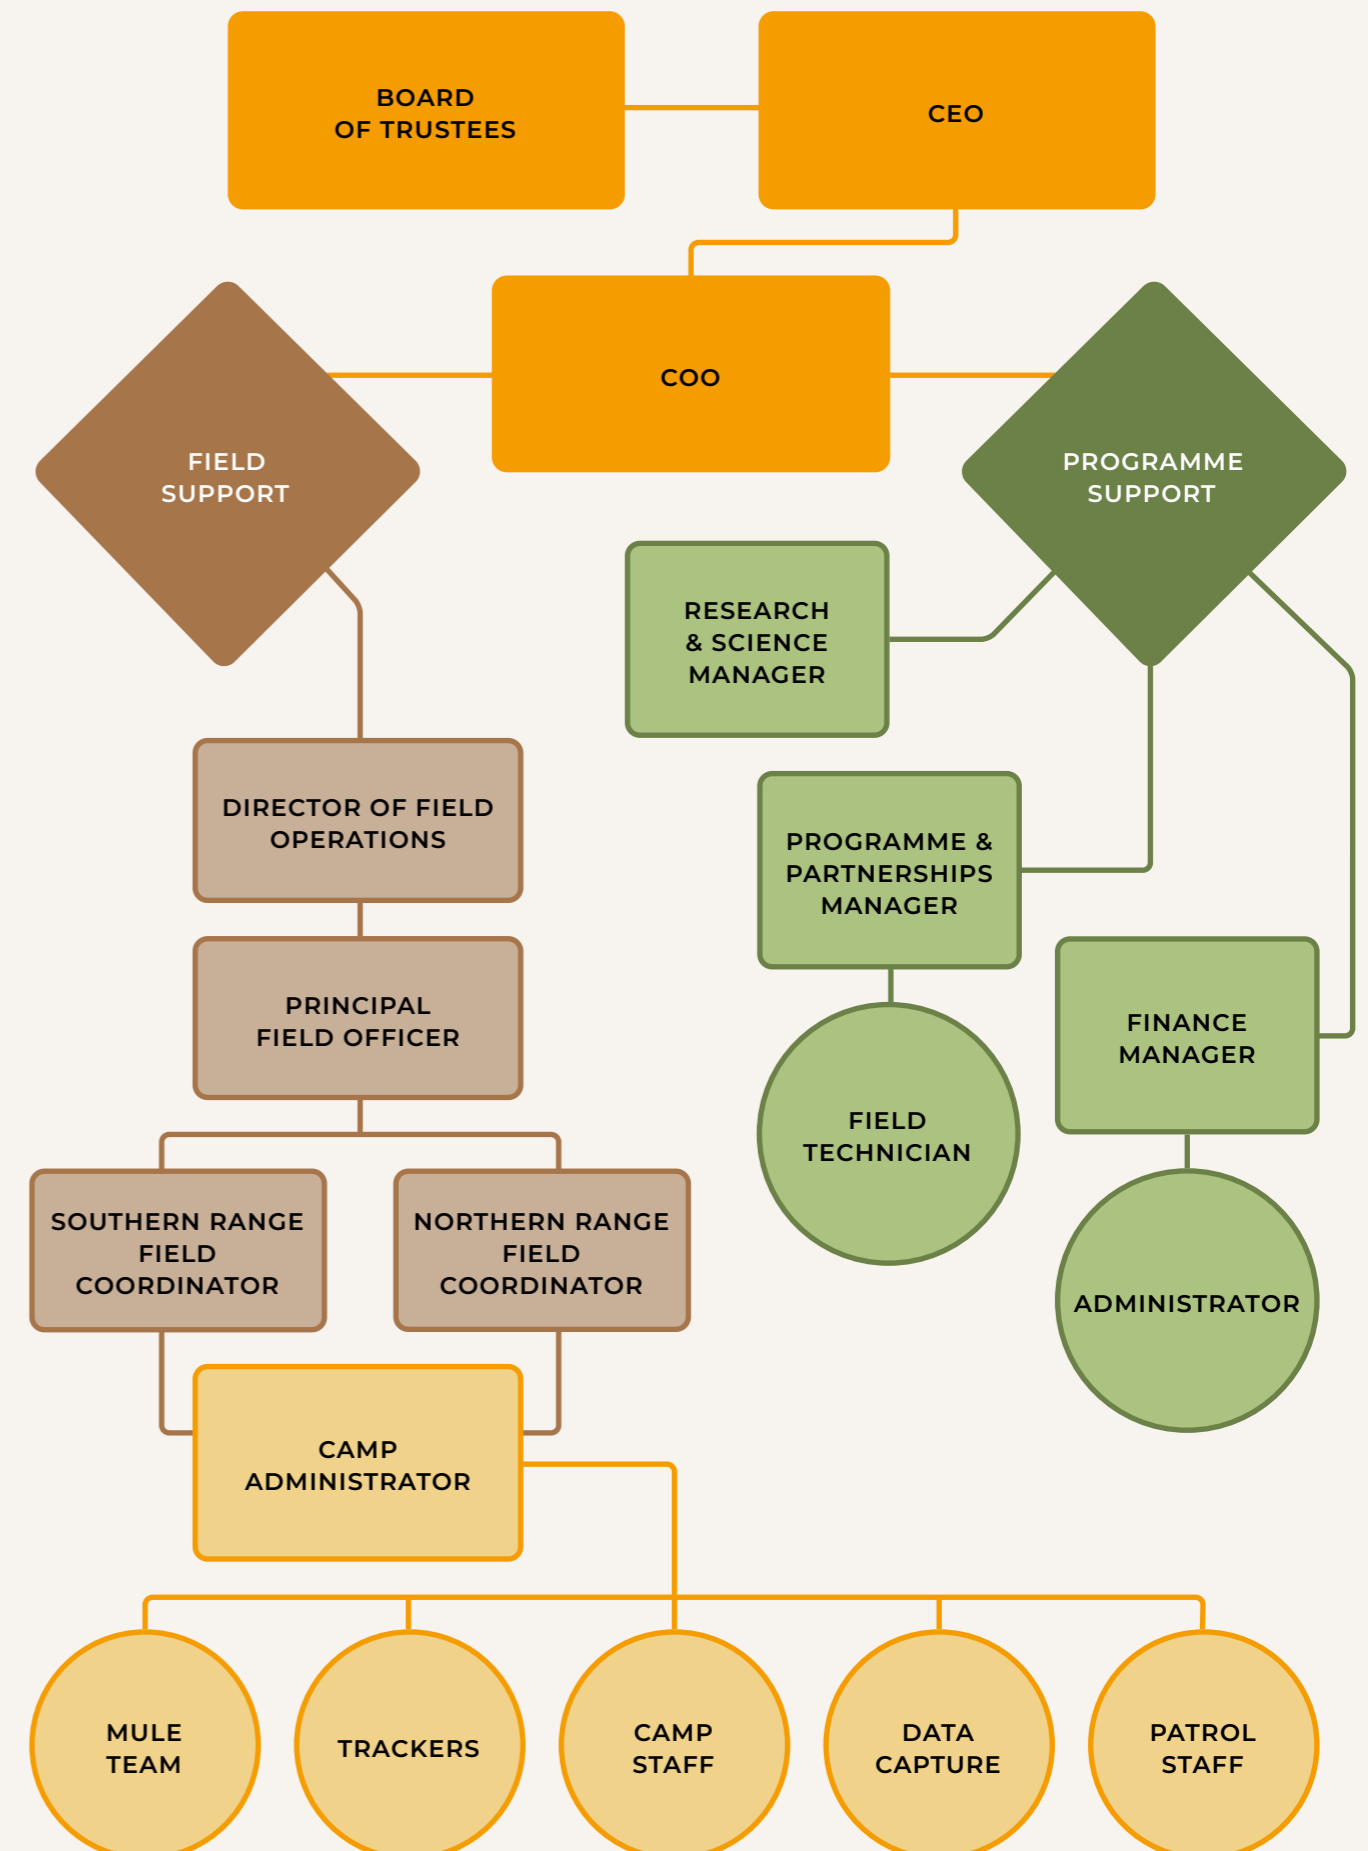 BOARD
OF TRUSTEES
CEO
COO
FIELD
SUPPORT
PROGRAMME
SUPPORT
RESEARCH
& SCIENCE
MANAGER
DIRECTOR OF FIELD
OPERATIONS
PROGRAMME &
PARTNERSHIPS
MANAGER
PRINCIPAL
FIELD OFFICER
FINANCE
MANAGER
FIELD
TECHNICIAN
SOUTHERN RANGE
FIELD
COORDINATOR
NORTHERN RANGE
FIELD
COORDINATOR
ADMINISTRATOR
CAMP
ADMINISTRATOR
MULE
TEAM
TRACKERS
CAMP
STAFF
DATA
CAPTURE
PATROL
STAFF